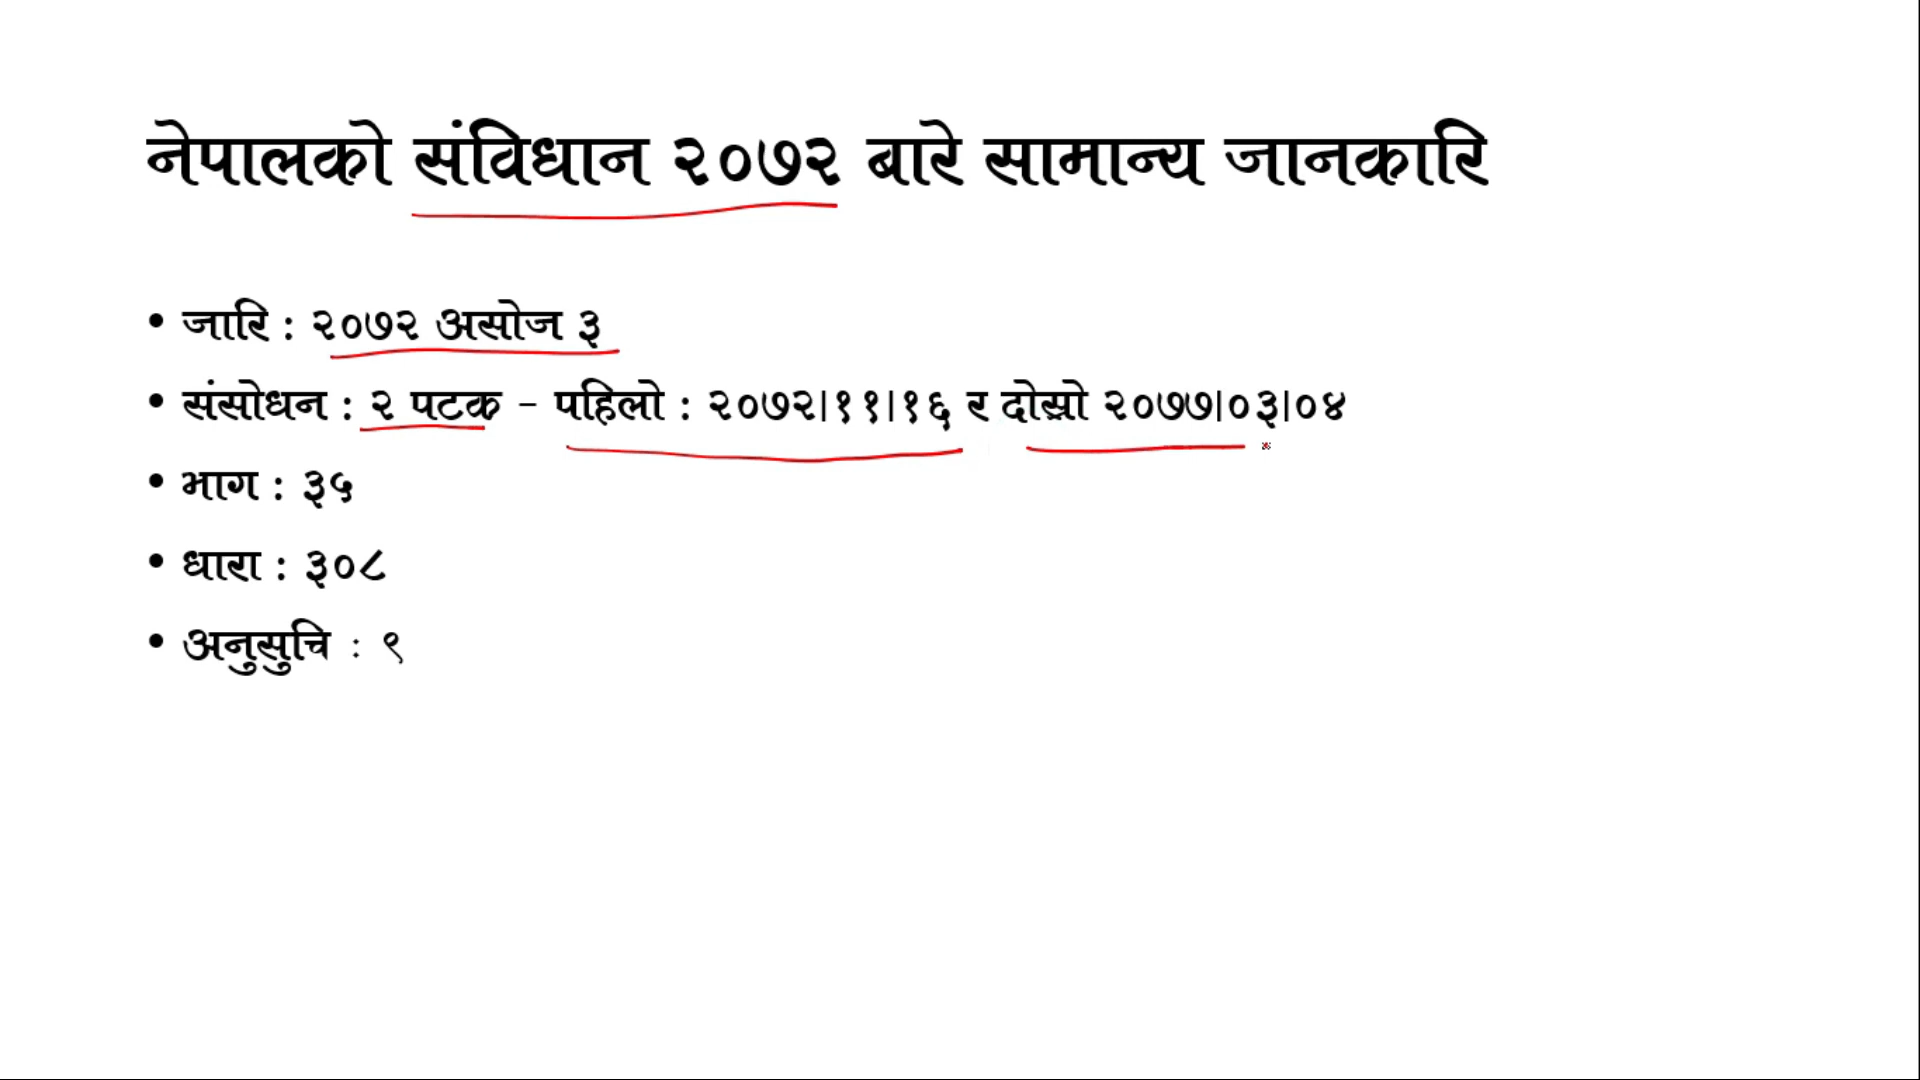 नेपालको संविधान २०७२ बारे सामान्य जानकारि
• जारि : २०७२ असोज ३
• संसोधन : २ पटक - पहिलो : २०७२।११।१६ र दोस्रो २०७७।०३।०४
• भाग : ३५
• धारा : ३०८
• अनुसुचि : ९